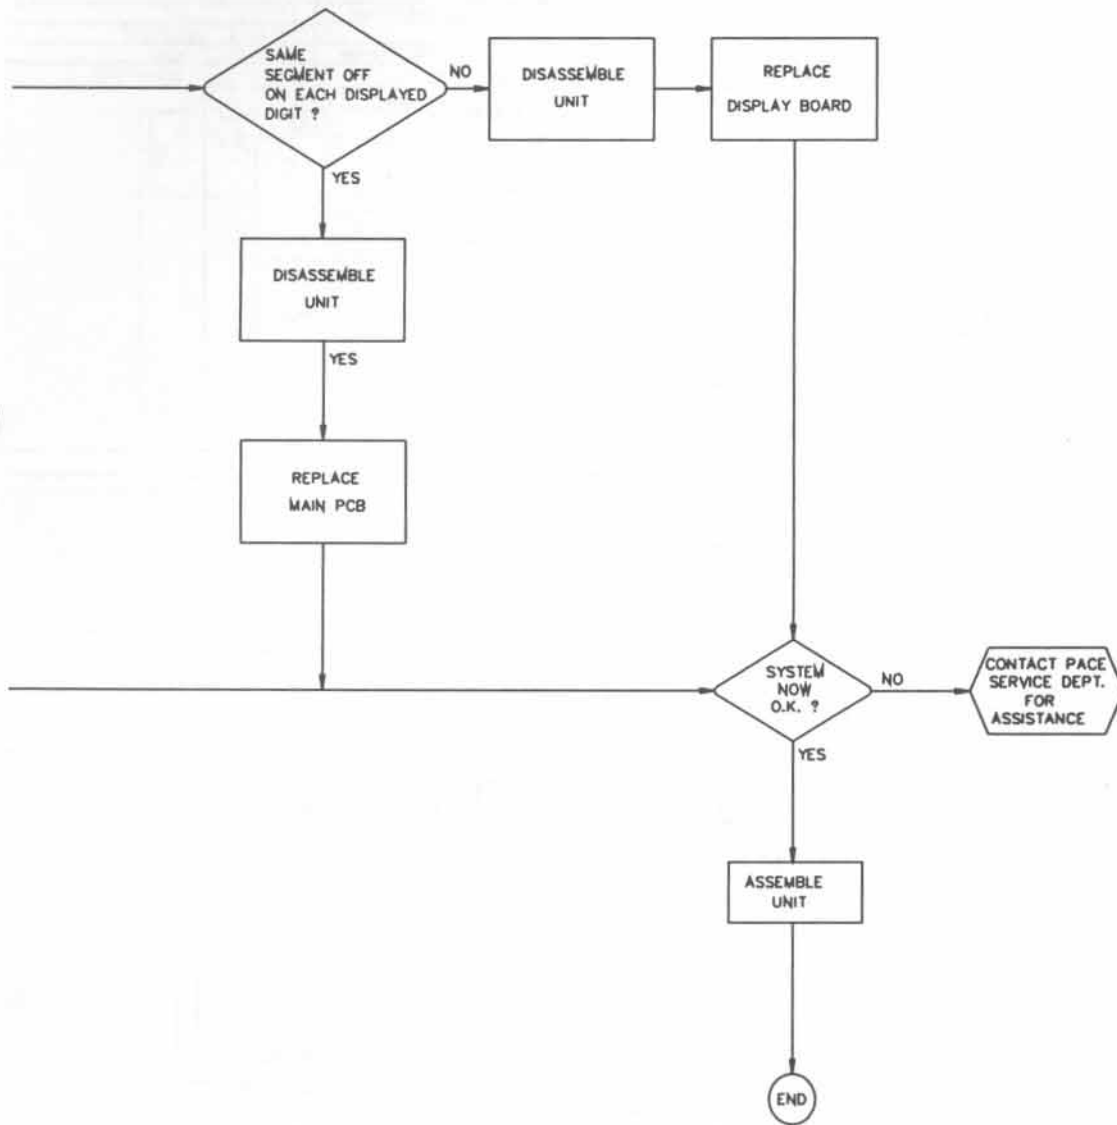 SAME
SEGMENT OFF
ON EACH DISPLAYED
DIGIT ?
NO
DISASSEMBLE
UNIT
REPLACE
DISPLAY BOARD
YES
DISASSEMBLE
UNIT
YES
REPLACE
MAIN PCB
SYSTEM
NOW
O.K. ?
NO
CONTACT PACE
SERVICE DEPT.
FOR
ASSISTANCE
YES
ASSEMBLE
UNIT
END